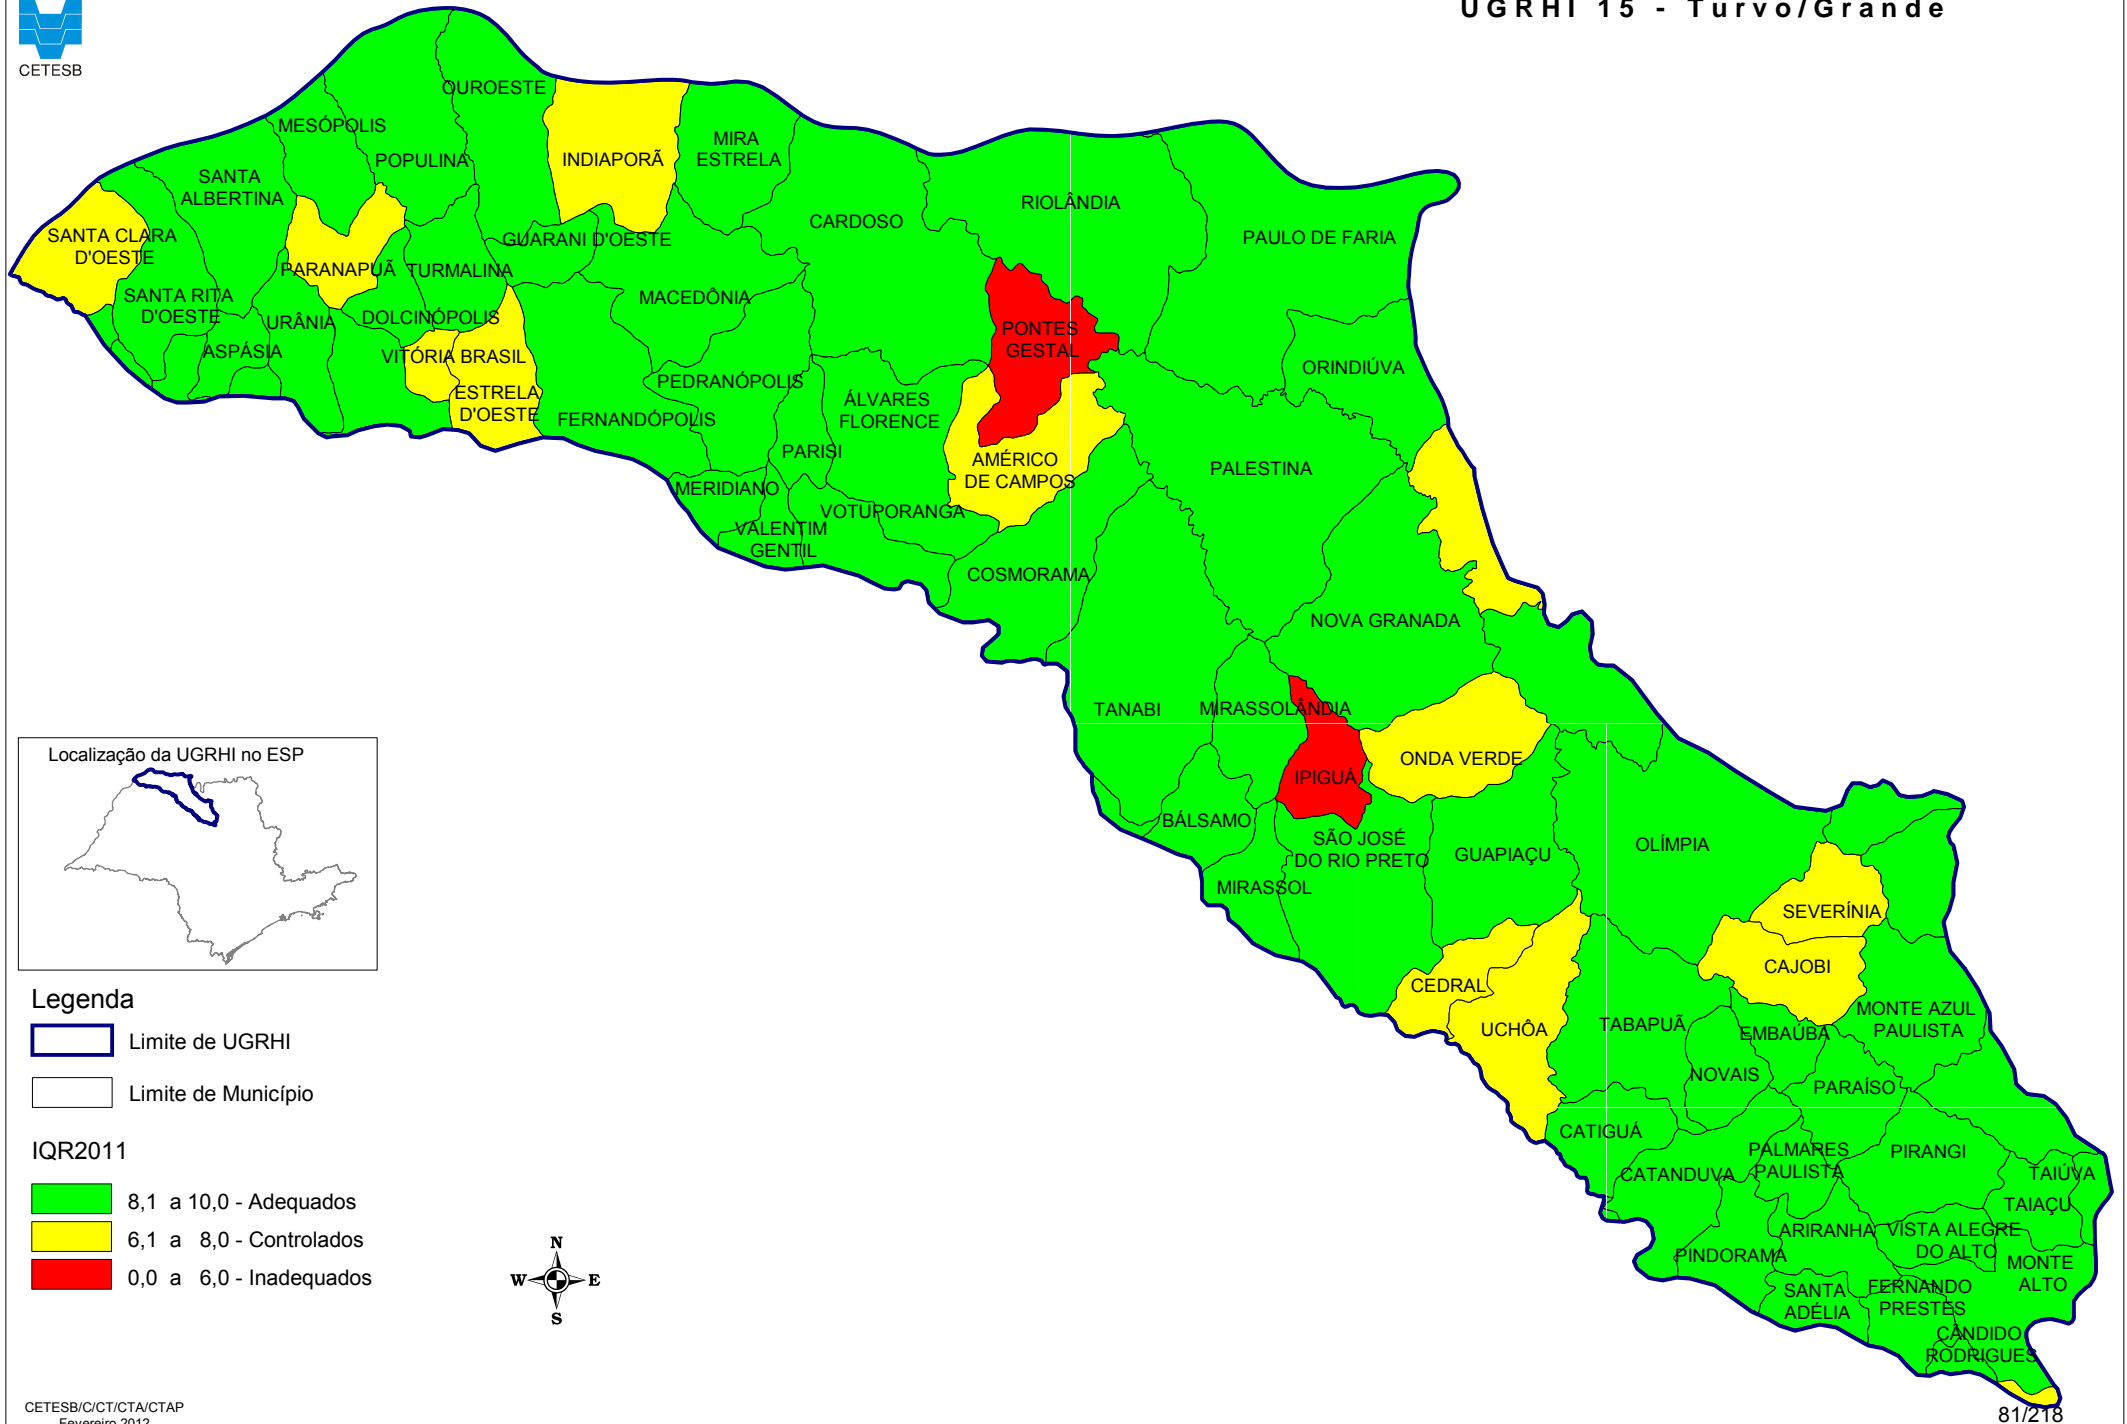 UGRHI 15 - Turvo/Grande
CETESB
OUROESTE
MESÓPOLIS
POPULINA
INDIAPORÃ
MIRA
ESTRELA
SANTA
ALBERTINA
RIOLÂNDIA
CARDOSO
PAULO DE FARIA
SANTA CLARA
D'OESTE
GUARANI D'OESTE
PARANAPUÃ
TURMALINA
SANTA RITA
D'OESTE
MACEDÔNIA
URÂNIA
DOLCINÓPOLIS
PONTES
GESTAL
ASPÁSIA
VITÓRIA BRASIL
ORINDIÚVA
PEDRANÓPOLIS
ESTRELA
D'OESTE
ÁLVARES
FLORENCE
FERNANDÓPOLIS
PARISI
AMÉRICO
DE CAMPOS
PALESTINA
MERIDIANO
VOTUPORANGA
VALENTIM
GENTIL
COSMORAMA
NOVA GRANADA
TANABI
MIRASSOLÂNDIA
ONDA VERDE
IPIGUÁ
BÁLSAMO
SÃO JOSÉ
DO RIO PRETO
GUAPIAÇU
OLÍMPIA
MIRASSOL
SEVERÍNIA
CAJOBI
CEDRAL
UCHÔA
TABAPUÃ
EMBAÚBA
MONTE AZUL
PAULISTA
NOVAIS
PARAÍSO
CATIGUÁ
CATANDUVA
PALMARES
PAULISTA
PIRANGI
TAIÚVA
TAIAÇU
ARIRANHA
VISTA ALEGRE
DO ALTO
PINDORAMA
MONTE
ALTO
SANTA
ADÉLIA
FERNANDO
PRESTES
CÂNDIDO
RODRIGUES
Localização da UGRHI no ESP
Legenda
Limite de UGRHI
Limite de Município
IQR2011
8,1 a 10,0 - Adequados
6,1 a 8,0 - Controlados
0,0 a 6,0 - Inadequados
N
W E
S
CETESB/C/CT/CTA/CTAP
Fevereiro 2012
81/218